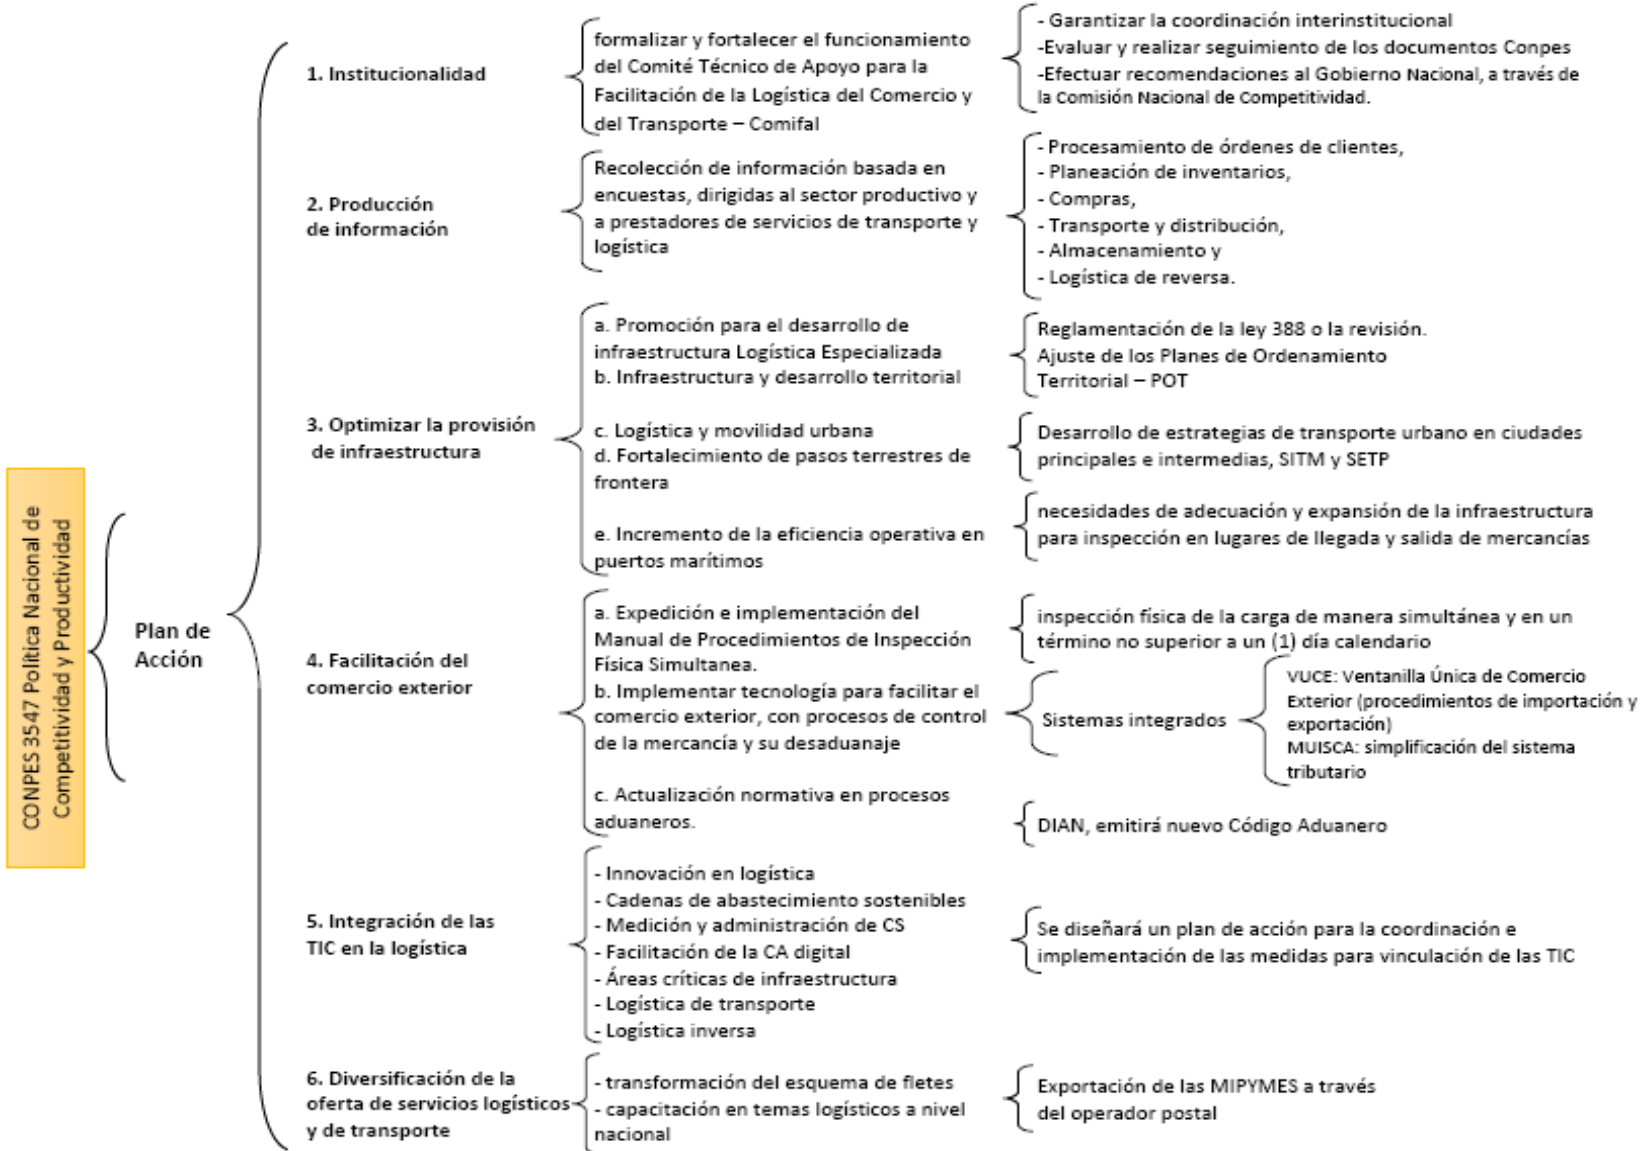 CONPES 3547 Política Nacional de
Competitividad y Productividad
Plan de
Acción
1. Institucionalidad
formalizar y fortalecer el funcionamiento
del Comité Técnico de Apoyo para la
Facilitación de la Logística del Comercio y
del Transporte – Comifal
- Garantizar la coordinación interinstitucional
-Evaluar y realizar seguimiento de los documentos Conpes
-Efectuar recomendaciones al Gobierno Nacional, a través de
la Comisión Nacional de Competitividad.
2. Producción
de información
Recolección de información basada en
encuestas, dirigidas al sector productivo y
a prestadores de servicios de transporte y
logística
- Procesamiento de órdenes de clientes,
- Planeación de inventarios,
- Compras,
- Transporte y distribución,
- Almacenamiento y
- Logística de reversa.
3. Optimizar la provisión
de infraestructura
a. Promoción para el desarrollo de
infraestructura Logística Especializada
b. Infraestructura y desarrollo territorial
Reglamentación de la ley 388 o la revisión.
Ajuste de los Planes de Ordenamiento
Territorial – POT
c. Logística y movilidad urbana
d. Fortalecimiento de pasos terrestres de
frontera
Desarrollo de estrategias de transporte urbano en ciudades
principales e intermedias, SITM y SETP
e. Incremento de la eficiencia operativa en
puertos marítimos
necesidades de adecuación y expansión de la infraestructura
para inspección en lugares de llegada y salida de mercancías
4. Facilitación del
comercio exterior
a. Expedición e implementación del
Manual de Procedimientos de Inspección
Física Simultanea.
inspección física de la carga de manera simultánea y en un
término no superior a un (1) día calendario
b. Implementar tecnología para facilitar el
comercio exterior, con procesos de control
de la mercancía y su desaduanaje
Sistemas integrados
VUCE: Ventanilla Única de Comercio
Exterior (procedimientos de importación y
exportación)
MUISCA: simplificación del sistema
tributario
c. Actualización normativa en procesos
aduaneros.
DIAN, emitirá nuevo Código Aduanero
5. Integración de las
TIC en la logística
- Innovación en logística
- Cadenas de abastecimiento sostenibles
- Medición y administración de CS
- Facilitación de la CA digital
- Áreas críticas de infraestructura
- Logística de transporte
- Logística inversa
Se diseñará un plan de acción para la coordinación e
implementación de las medidas para vinculación de las TIC
6. Diversificación de la
oferta de servicios logísticos
y de transporte
- transformación del esquema de fletes
- capacitación en temas logísticos a nivel
nacional
Exportación de las MIPYMES a través
del operador postal